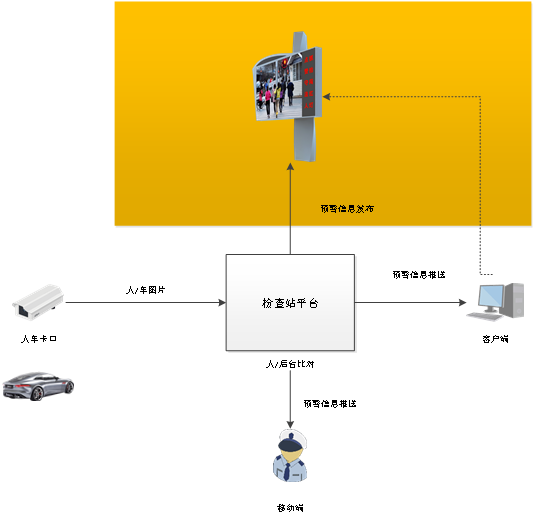 预警信息发布
预警信息推送
人/车图片
检查站平台
人车卡口
客户端
人/后台比对
预警信息推送
移动端